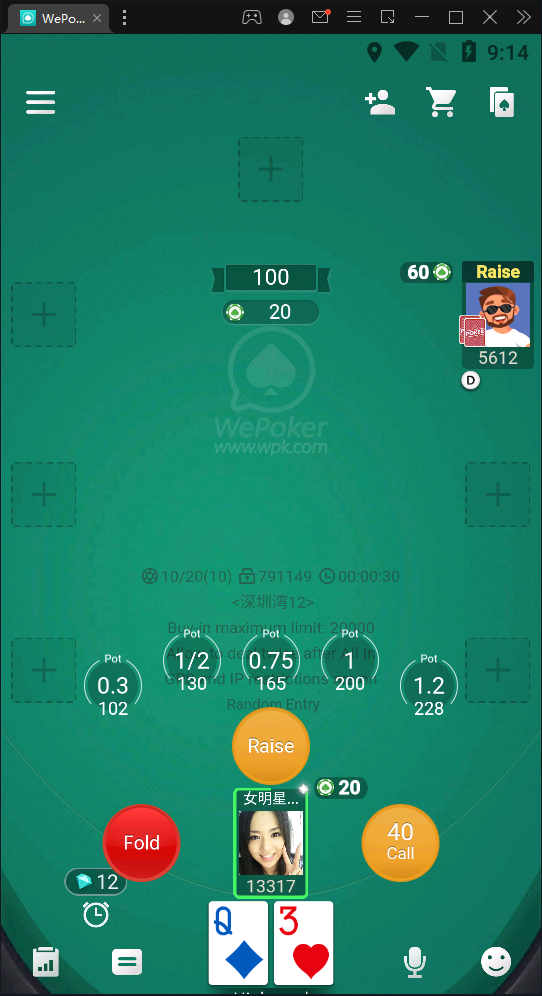 WePo...
9:14
100
20
60
Raise
5612
D
WePoker
www.wpk.com
10/20(10) 791149 00:00:30
<深圳湾12>
Buy-in maximum limit: 20000
Pot
0.3
102
Pot
1/2
130
Pot
0.75
165
Pot
1
200
Pot
1.2
228
Random Entry
Raise
20
女明星...
Fold
40
Call
12
13317
Q
3